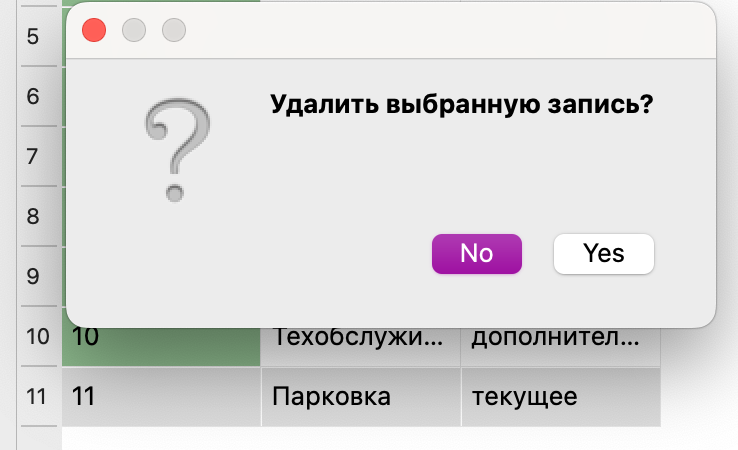 5
Удалить выбранную запись?
6
7
8
No Yes
9
10 10 Техобслужи... дополнител...
11 11 Парковка текущее